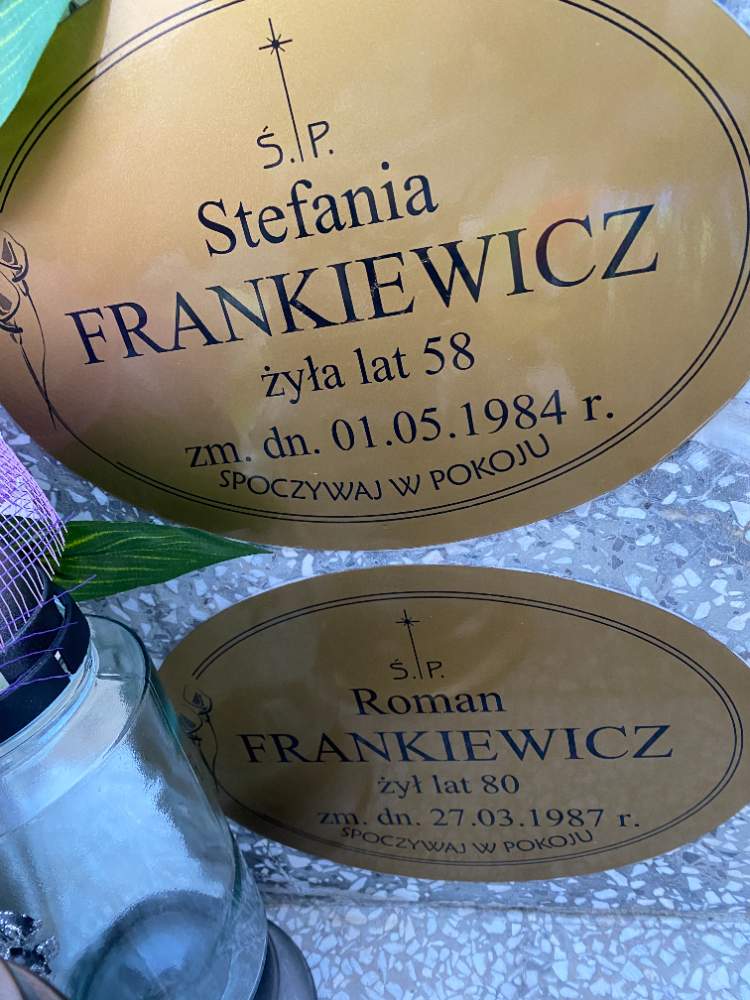 Ś.P.
Stefania
FRANKIEWICZ
żyła lat 58
zm. dn. 01.05.1984 r.
SPOCZYWAJ W POKOJU
Ś.P.
Roman
FRANKIEWICZ
żył lat 80
zm. dn. 27.03.1987 r.
SPOCZYWAJ W POKOJU